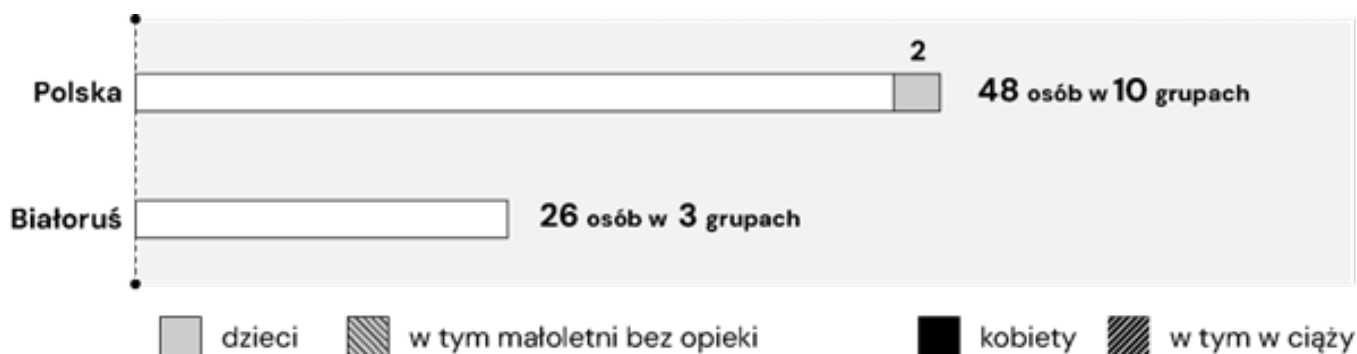 2
Polska 48 osób w 10 grupach
Białoruś 26 osób w 3 grupach
dzieci w tym małoletni bez opieki kobiety w tym w ciąży